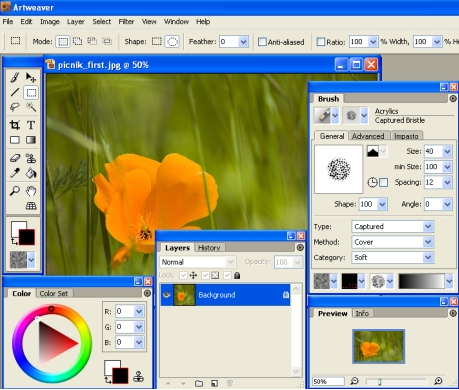 Artweaver
File Edit Image Layer Select Filter View Window Help
Mode: Shape: Feather: 0 Anti-aliased Ratio: 100 % Width, 100 % He
picnik_first.jpg @ 50%
Brush
Acrylics
Captured Bristle
General Advanced Impasto
Size: 40
min Size: 100
Spacing: 12
Shape: 100 Angle: 0
Type: Captured
Method: Cover
Category: Soft
Layers History
Normal Opacity: 100
Lock:
Background
Color Color Set
R: 0
G: 0
B: 0
Preview Info
50%